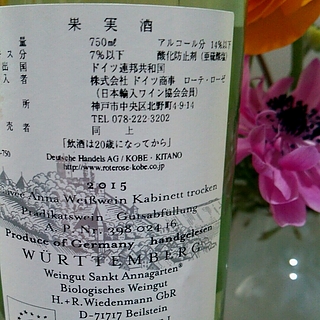 果実酒
量 750㎖ アルコール分 14%以下
ス分 7%以下 酸化防止剤(亜硫酸塩)
出国 ドイツ連邦共和国
入者 株式会社 ドイツ商事 ローテ・ローゼ
(日本輸入ワイン協会会員)
所 神戸市中央区北野町4-9-14
TEL 078-222-3202
売者 同上
「飲酒は20歳になってから」
-750
Deutsche Handels AG / KOBE・KITANO
http://www.roterose-kobe.co.jp
2015
Anna Weißwein Kabinett trocken
Prädikatswein Gutsabfüllung
A. P. Nr. 398 024 16
Produce of Germany handgelesen
WÜRTTEMBERG
Weingut Sankt Annagarten
Biologisches Weingut
H.+R. Wiedenmann GbR
D-71717 Beilstein